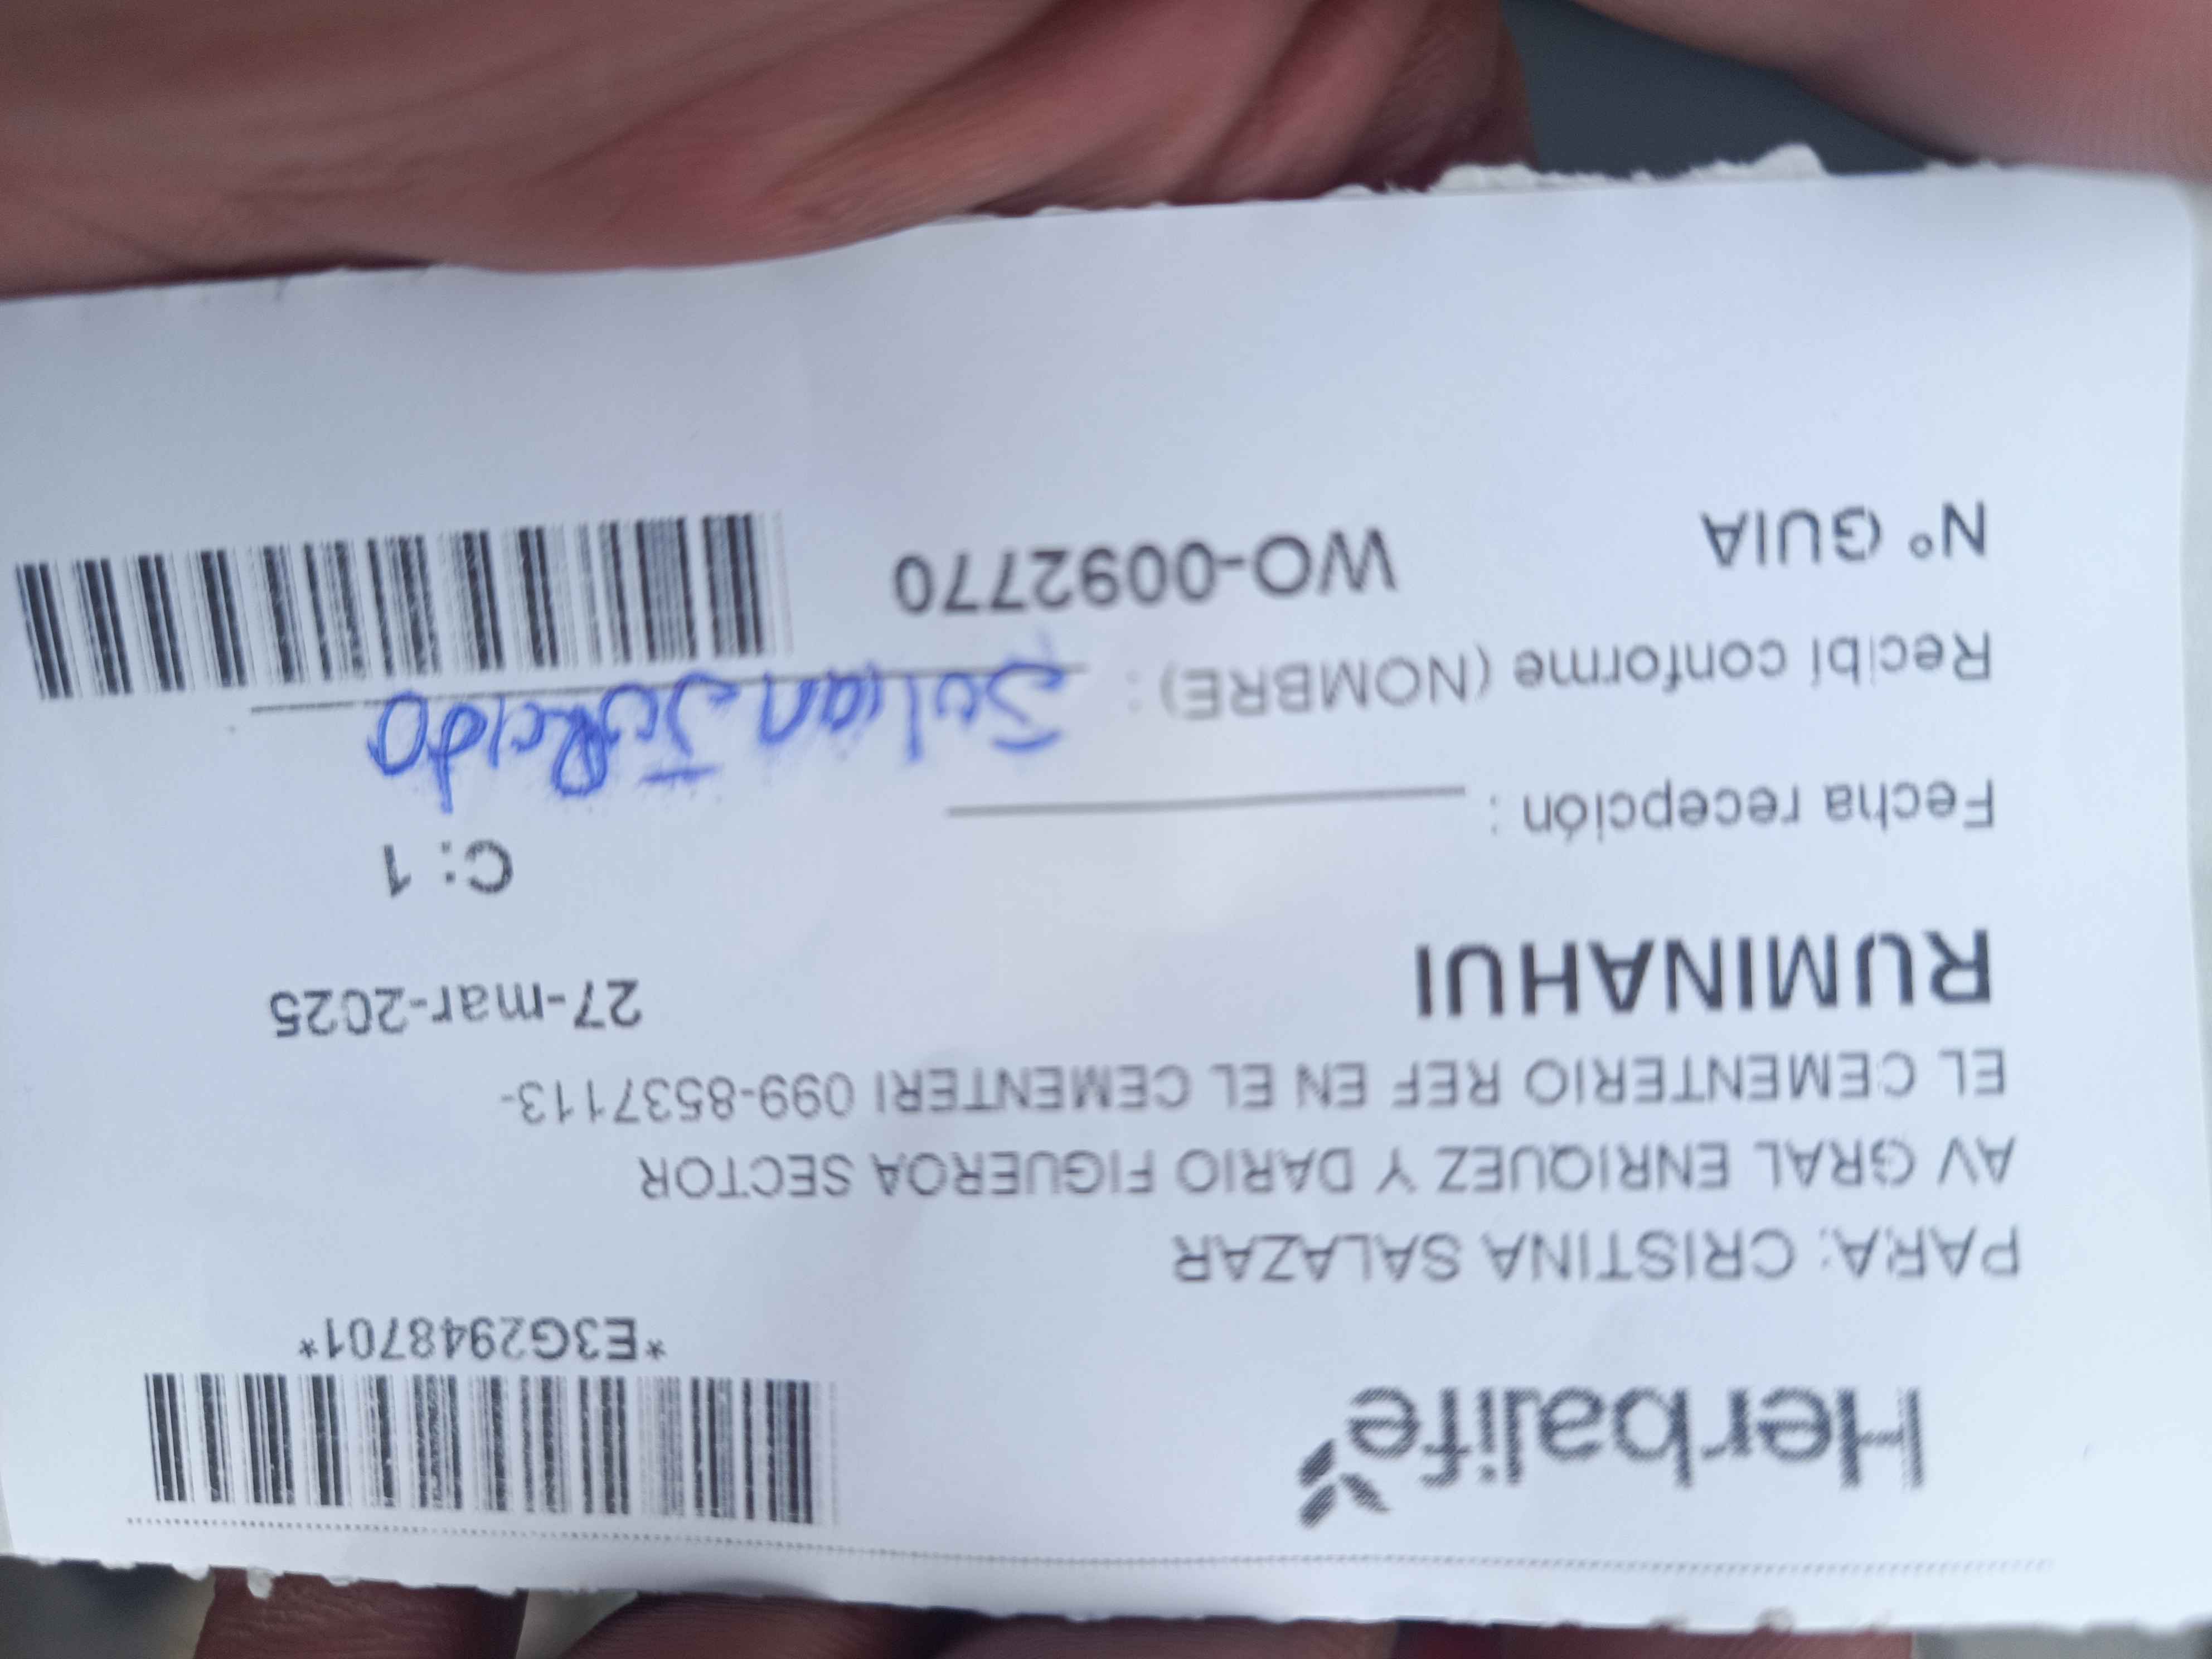 Herbalife
*E3G2948701*
PARA: CRISTINA SALAZAR
AV GRAL ENRIQUEZ Y DARIO FIGUEROA SECTOR
EL CEMENTERIO REF EN EL CEMENTERI 099-8537113-
RUMINAHUI 27-mar-2025
C: 1
Fecha recepción :
Recibí conforme (NOMBRE) : Julian
N° GUIA WO-0092770